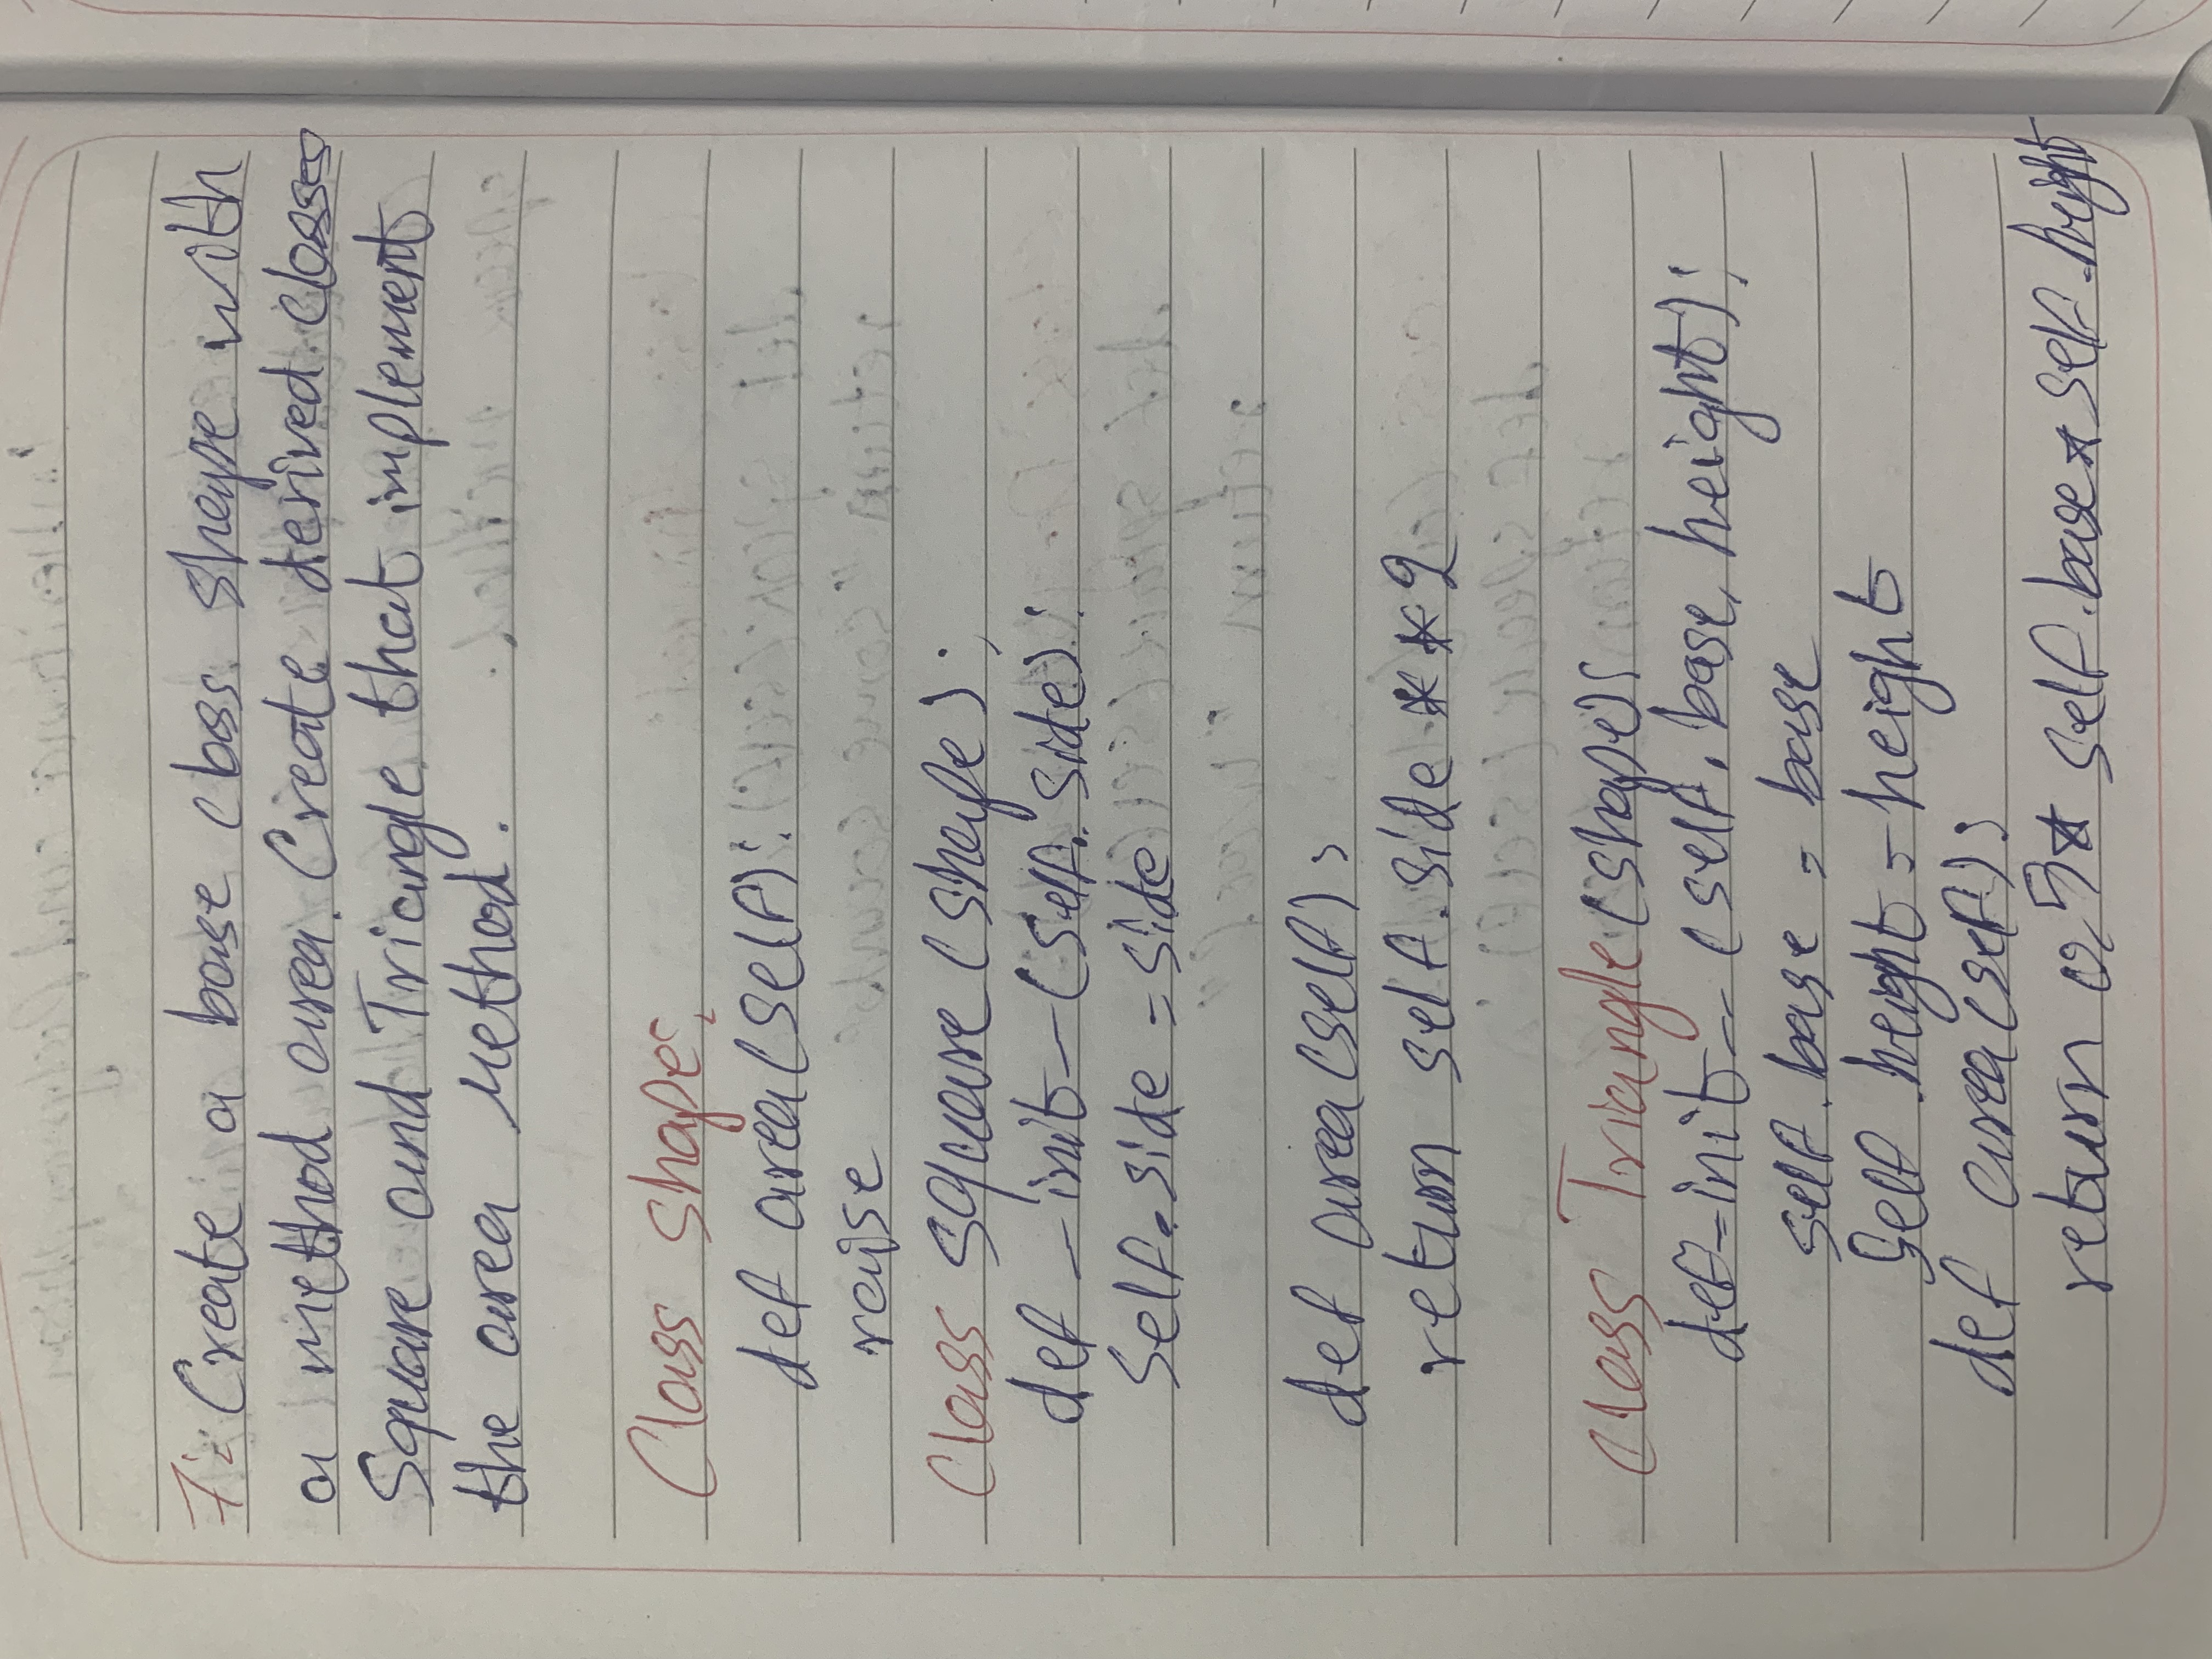 7: Create a base class shape with
a method area. Create derived classes
Square and Triangle that implement
the area method.
Class shape:
def area(self):
raise
Class square (shape);
def _init_(self. side):
Self.side = side
def area(self):
return self.side **2
class Triangle (shape):
def _init__ (self. base, height):
self.base = base
Self.height = height
def area(self):
return 0.5* self.base* self.height